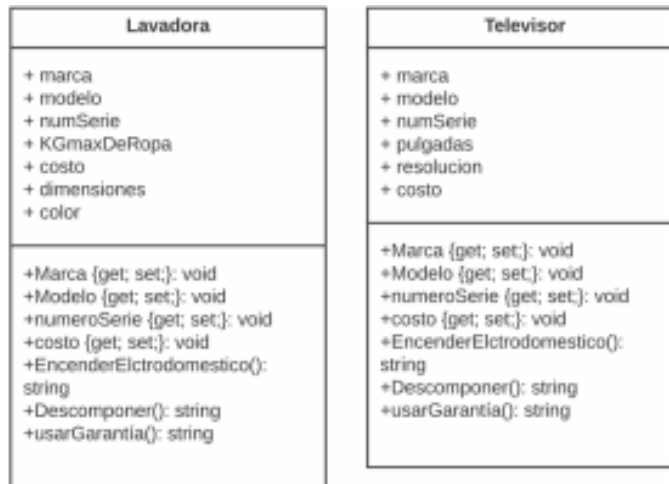 Lavadora
+ marca
+ modelo
+ numSerie
+ KGmaxDeRopa
+ costo
+ dimensiones
+ color
+Marca {get; set;}: void
+Modelo {get; set;}: void
+numeroSerie {get; set;}: void
+costo {get; set;}: void
+EncenderElctrodomestico():
string
+Descomponer(): string
+usarGarantía(): string
Televisor
+ marca
+ modelo
+ numSerie
+ pulgadas
+ resolucion
+ costo
+Marca {get; set;}: void
+Modelo {get; set;}: void
+numeroSerie {get; set;}: void
+costo {get; set;}: void
+EncenderElctrodomestico():
string
+Descomponer(): string
+usarGarantía(): string